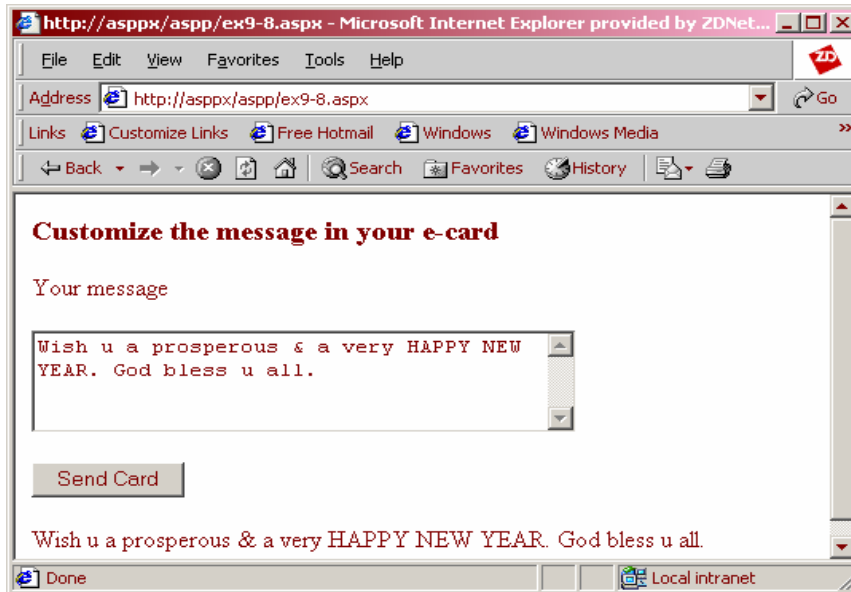 http://asppx/aspp/ex9-8.aspx - Microsoft Internet Explorer provided by ZDNet...
File Edit View Favorites Tools Help
ZD
Address http://asppx/aspp/ex9-8.aspx Go
Links Customize Links Free Hotmail Windows Windows Media »
Back Search Favorites History
Customize the message in your e-card
Your message
Wish u a prosperous & a very HAPPY NEW
YEAR. God bless u all.
Send Card
Wish u a prosperous & a very HAPPY NEW YEAR. God bless u all.
Done Local intranet